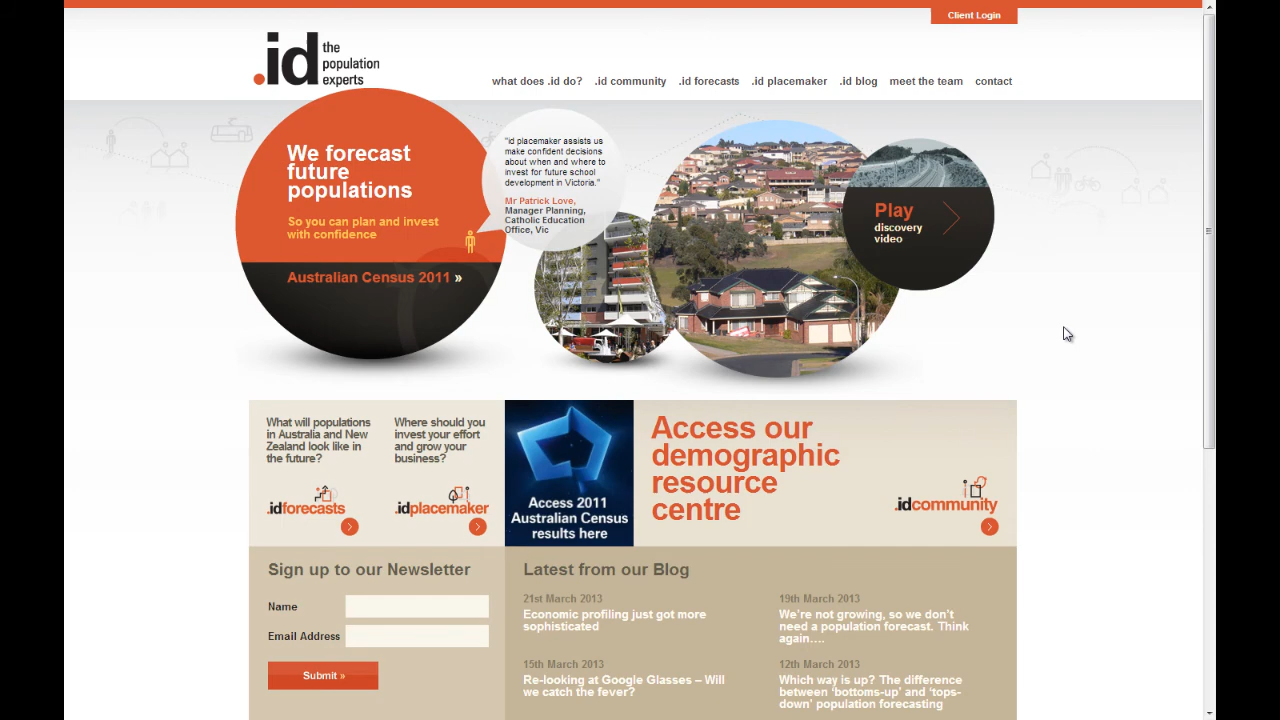 Client Login
.id the
population
experts
what does .id do?
.id community
.id forecasts
.id placemaker
.id blog
meet the team
contact
We forecast
future
populations
So you can plan and invest
with confidence
Australian Census 2011 »
"id placemaker assists us
make confident decisions
about when and where to
invest for future school
development in Victoria."
Mr Patrick Love,
Manager Planning,
Catholic Education
Office, Vic
Play
discovery
video
What will populations
in Australia and New
Zealand look like in
the future?
.idforecasts
Where should you
invest your effort
and grow your
business?
.idplacemaker
Access 2011
Australian Census
results here
Access our
demographic
resource
centre
.idcommunity
Sign up to our Newsletter
Name
Email Address
Submit »
Latest from our Blog
21st March 2013
Economic profiling just got more
sophisticated
19th March 2013
We're not growing, so we don't
need a population forecast. Think
again….
15th March 2013
Re-looking at Google Glasses – Will
we catch the fever?
12th March 2013
Which way is up? The difference
between 'bottoms-up' and 'tops-
down' population forecasting